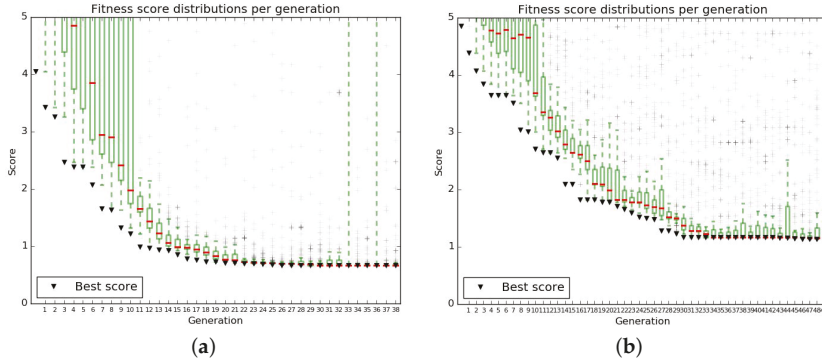 Fitness score distributions per generation
5
4
3
2
1
0
Score
Best score
1 2 3 4 5 6 7 8 9 10 11 12 13 14 15 16 17 18 19 20 21 22 23 24 25 26 27 28 29 30 31 32 33 34 35 36 37 38
Generation
(a)
Fitness score distributions per generation
5
4
3
2
1
0
Score
Best score
Generation
(b)